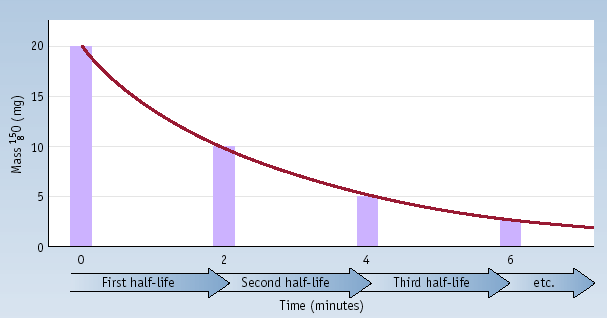 20
15
10
5
0
Mass ¹⁵₈O (mg)
0 2 4 6
First half-life Second half-life Third half-life etc.
Time (minutes)